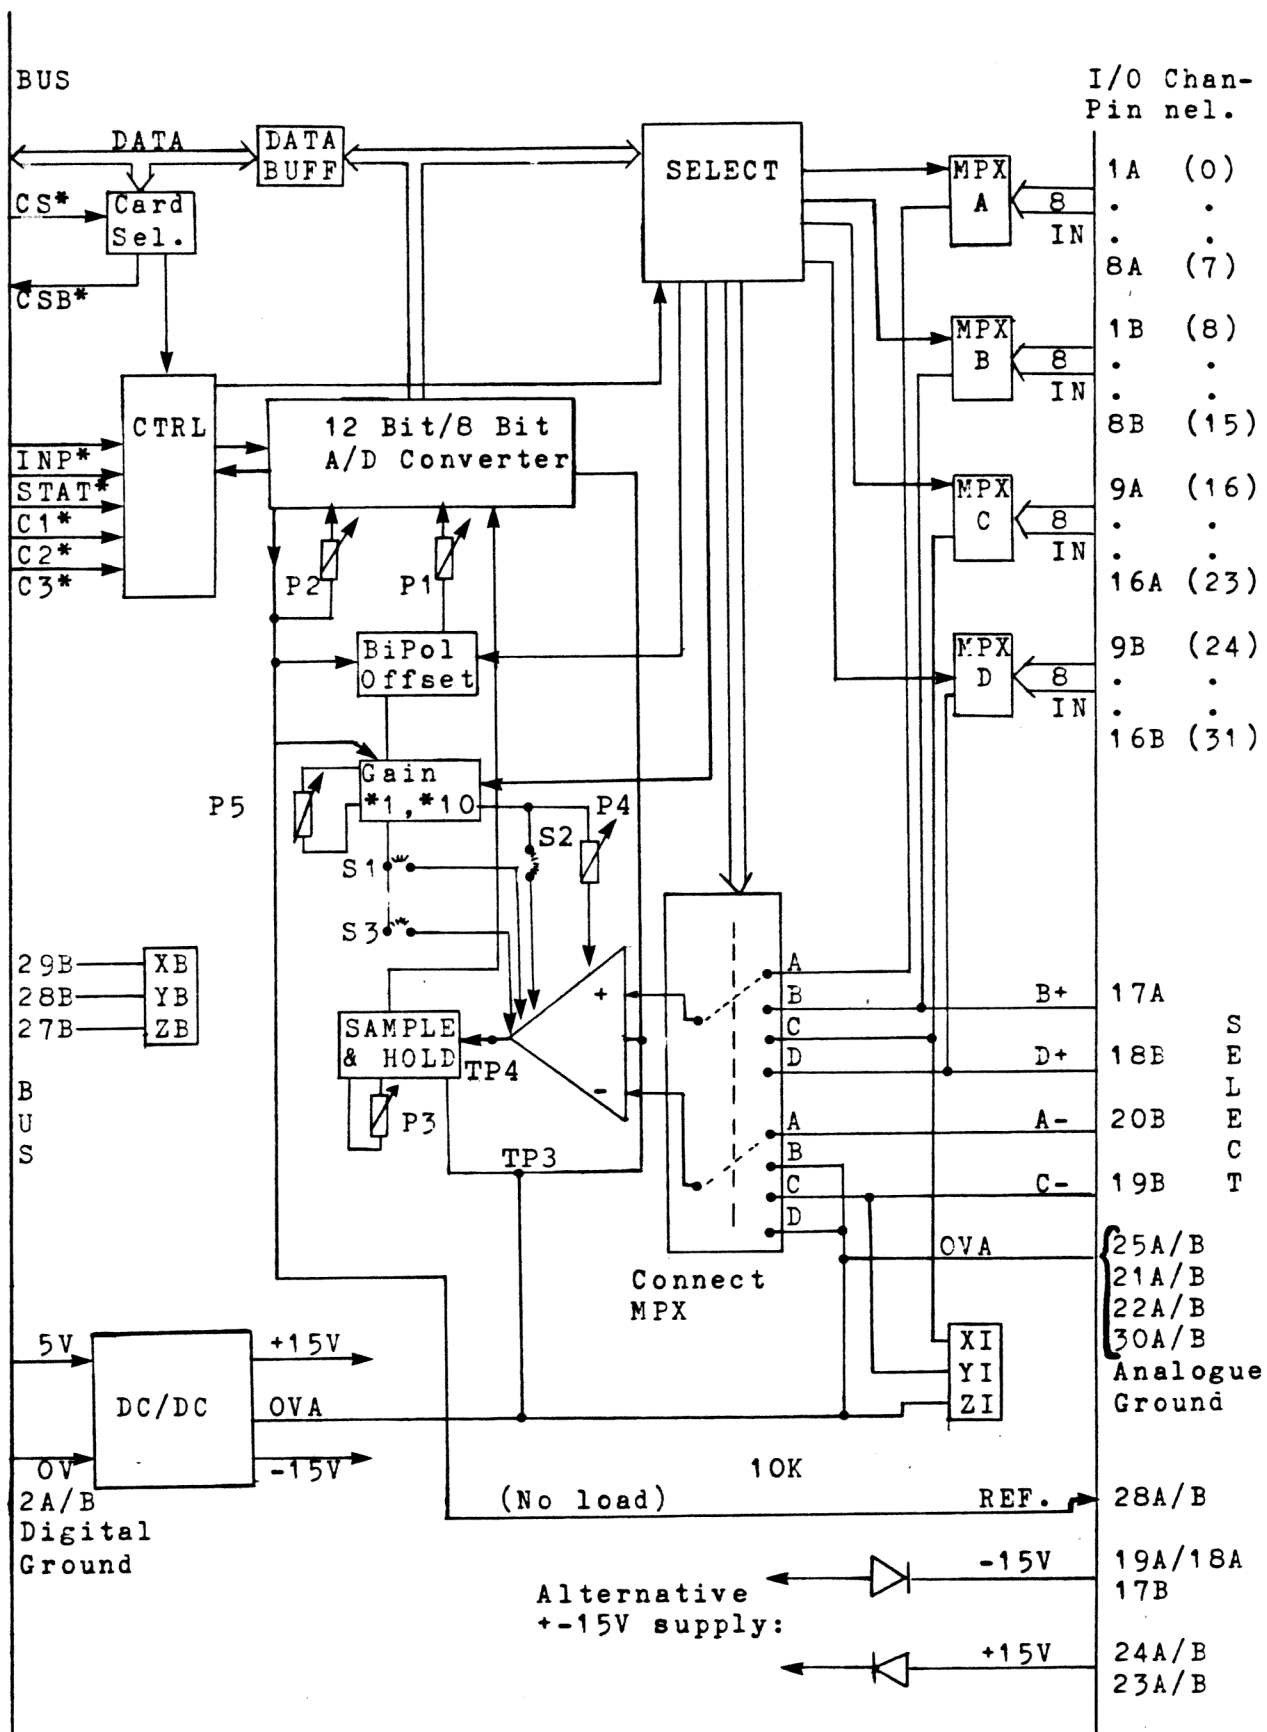 BUS
I/O Chan-
Pin nel.
DATA
DATA
BUFF
SELECT
MPX
A
8
IN
1A (0)
. .
. .
8A (7)
CS*
Card
Sel.
CSB*
MPX
B
8
IN
1B (8)
. .
. .
8B (15)
CTRL
12 Bit/8 Bit
A/D Converter
INP*
STAT*
C1*
C2*
C3*
MPX
C
8
IN
9A (16)
. .
. .
16A (23)
P2
P1
BiPol
Offset
MPX
D
8
IN
9B (24)
. .
. .
16B (31)
Gain
*1,*10
P5
P4
S2
S1
S3
29B
28B
27B
XB
YB
ZB
+
-
SAMPLE
& HOLD
TP4
P3
TP3
A
B
C
D
A
B
C
D
Connect
MPX
B+
17A
D+
18B
A-
20B
C-
19B
SELECT
BUS
0VA
25A/B
21A/B
22A/B
30A/B
Analogue
Ground
XI
YI
ZI
5V
DC/DC
+15V
0VA
-15V
0V
2A/B
Digital
Ground
10K
(No load)
REF.
28A/B
-15V
19A/18A
17B
Alternative
+-15V supply:
+15V
24A/B
23A/B